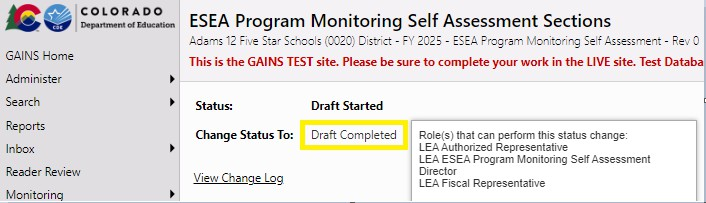 COLORADO
Department of Education
CDE
GAINS Home
Administer
Search
Reports
Inbox
Reader Review
Monitoring
ESEA Program Monitoring Self Assessment Sections
Adams 12 Five Star Schools (0020) District - FY 2025 - ESEA Program Monitoring Self Assessment - Rev 0
This is the GAINS TEST site. Please be sure to complete your work in the LIVE site. Test Databa
Status: Draft Started
Change Status To: Draft Completed
Role(s) that can perform this status change:
LEA Authorized Representative
LEA ESEA Program Monitoring Self Assessment
Director
LEA Fiscal Representative
View Change Log